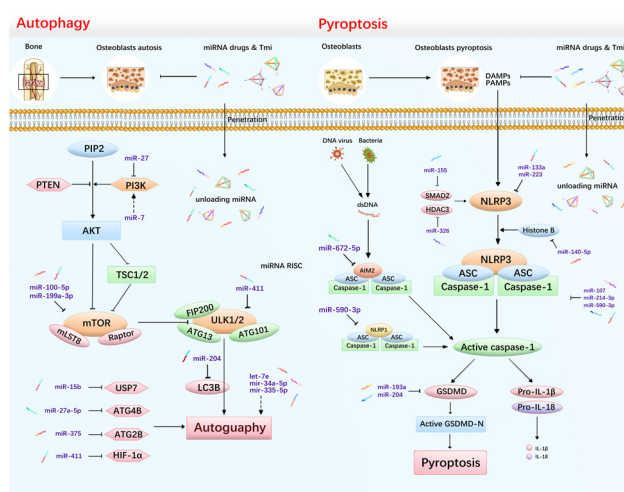 Autophagy
Bone
Osteoblasts autosis
miRNA drugs & Tmi
Penetration
PIP2
miR-27
PTEN
PI3K
miR-7
unloading miRNA
AKT
TSC1/2
miRNA RISC
miR-100-5p
miR-199a-3p
mTOR
mLST8
Raptor
FIP200
ULK1/2
ATG13
ATG101
miR-411
miR-204
LC3B
let-7e
mir-34a-5p
mir-335-5p
miR-15b
USP7
miR-27a-5p
ATG4B
miR-375
ATG2B
miR-411
HIF-1α
Autoguaphy
Pyroptosis
Osteoblasts
Osteoblasts pyroptosis
miRNA drugs & Tmi
DAMPs
PAMPs
Penetration
DNA virus
Bacteria
dsDNA
miR-155
SMAD2
HDAC3
miR-326
miR-133a
miR-223
NLRP3
unloading miRNA
Histone B
miR-140-5p
miR-672-5p
AIM2
ASC
ASC
Caspase-1
Caspase-1
NLRP3
ASC
ASC
Caspase-1
Caspase-1
miR-107
miR-214-3p
miR-590-3p
miR-590-3p
NLRP1
ASC
ASC
Caspase-1
Caspase-1
Active caspase-1
miR-193a
miR-204
GSDMD
Pro-IL-1β
Pro-IL-18
Active GSDMD-N
IL-1β
IL-18
Pyroptosis